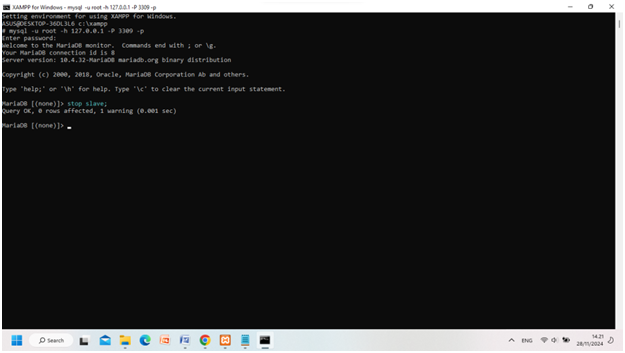 XAMPP for Windows - mysql -u root -h 127.0.0.1 -P 3309 -p
Setting environment for using XAMPP for Windows.
ASUS@DESKTOP-36DL3L6 c:\xampp
# mysql -u root -h 127.0.0.1 -P 3309 -p
Enter password:
Welcome to the MariaDB monitor.  Commands end with ; or \g.
Your MariaDB connection id is 8
Server version: 10.4.32-MariaDB mariadb.org binary distribution
Copyright (c) 2000, 2018, Oracle, MariaDB Corporation Ab and others.
Type 'help;' or '\h' for help. Type '\c' to clear the current input statement.
MariaDB [(none)]> stop slave;
Query OK, 0 rows affected, 1 warning (0.001 sec)
MariaDB [(none)]>
Search
ENG
14.21
28/11/2024